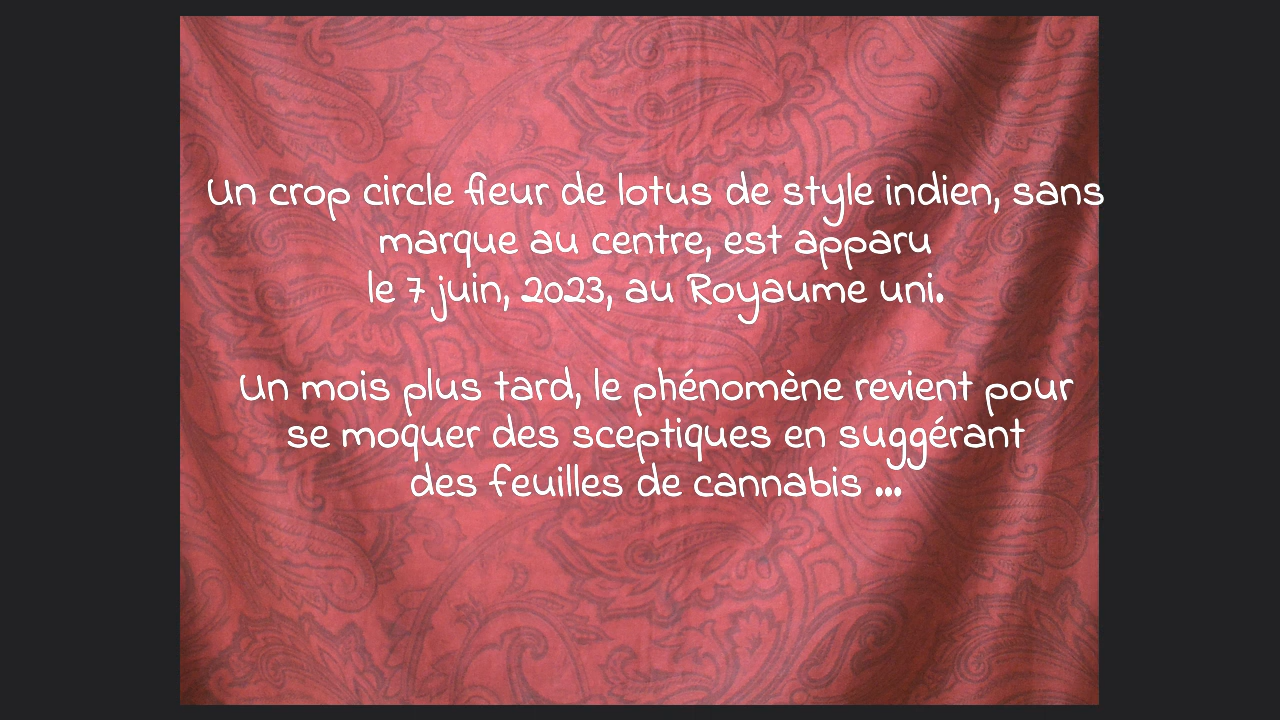 Un crop circle fleur de lotus de style indien, sans
marque au centre, est apparu
le 7 juin, 2023, au Royaume uni.
Un mois plus tard, le phénomène revient pour
se moquer des sceptiques en suggérant
des feuilles de cannabis ...